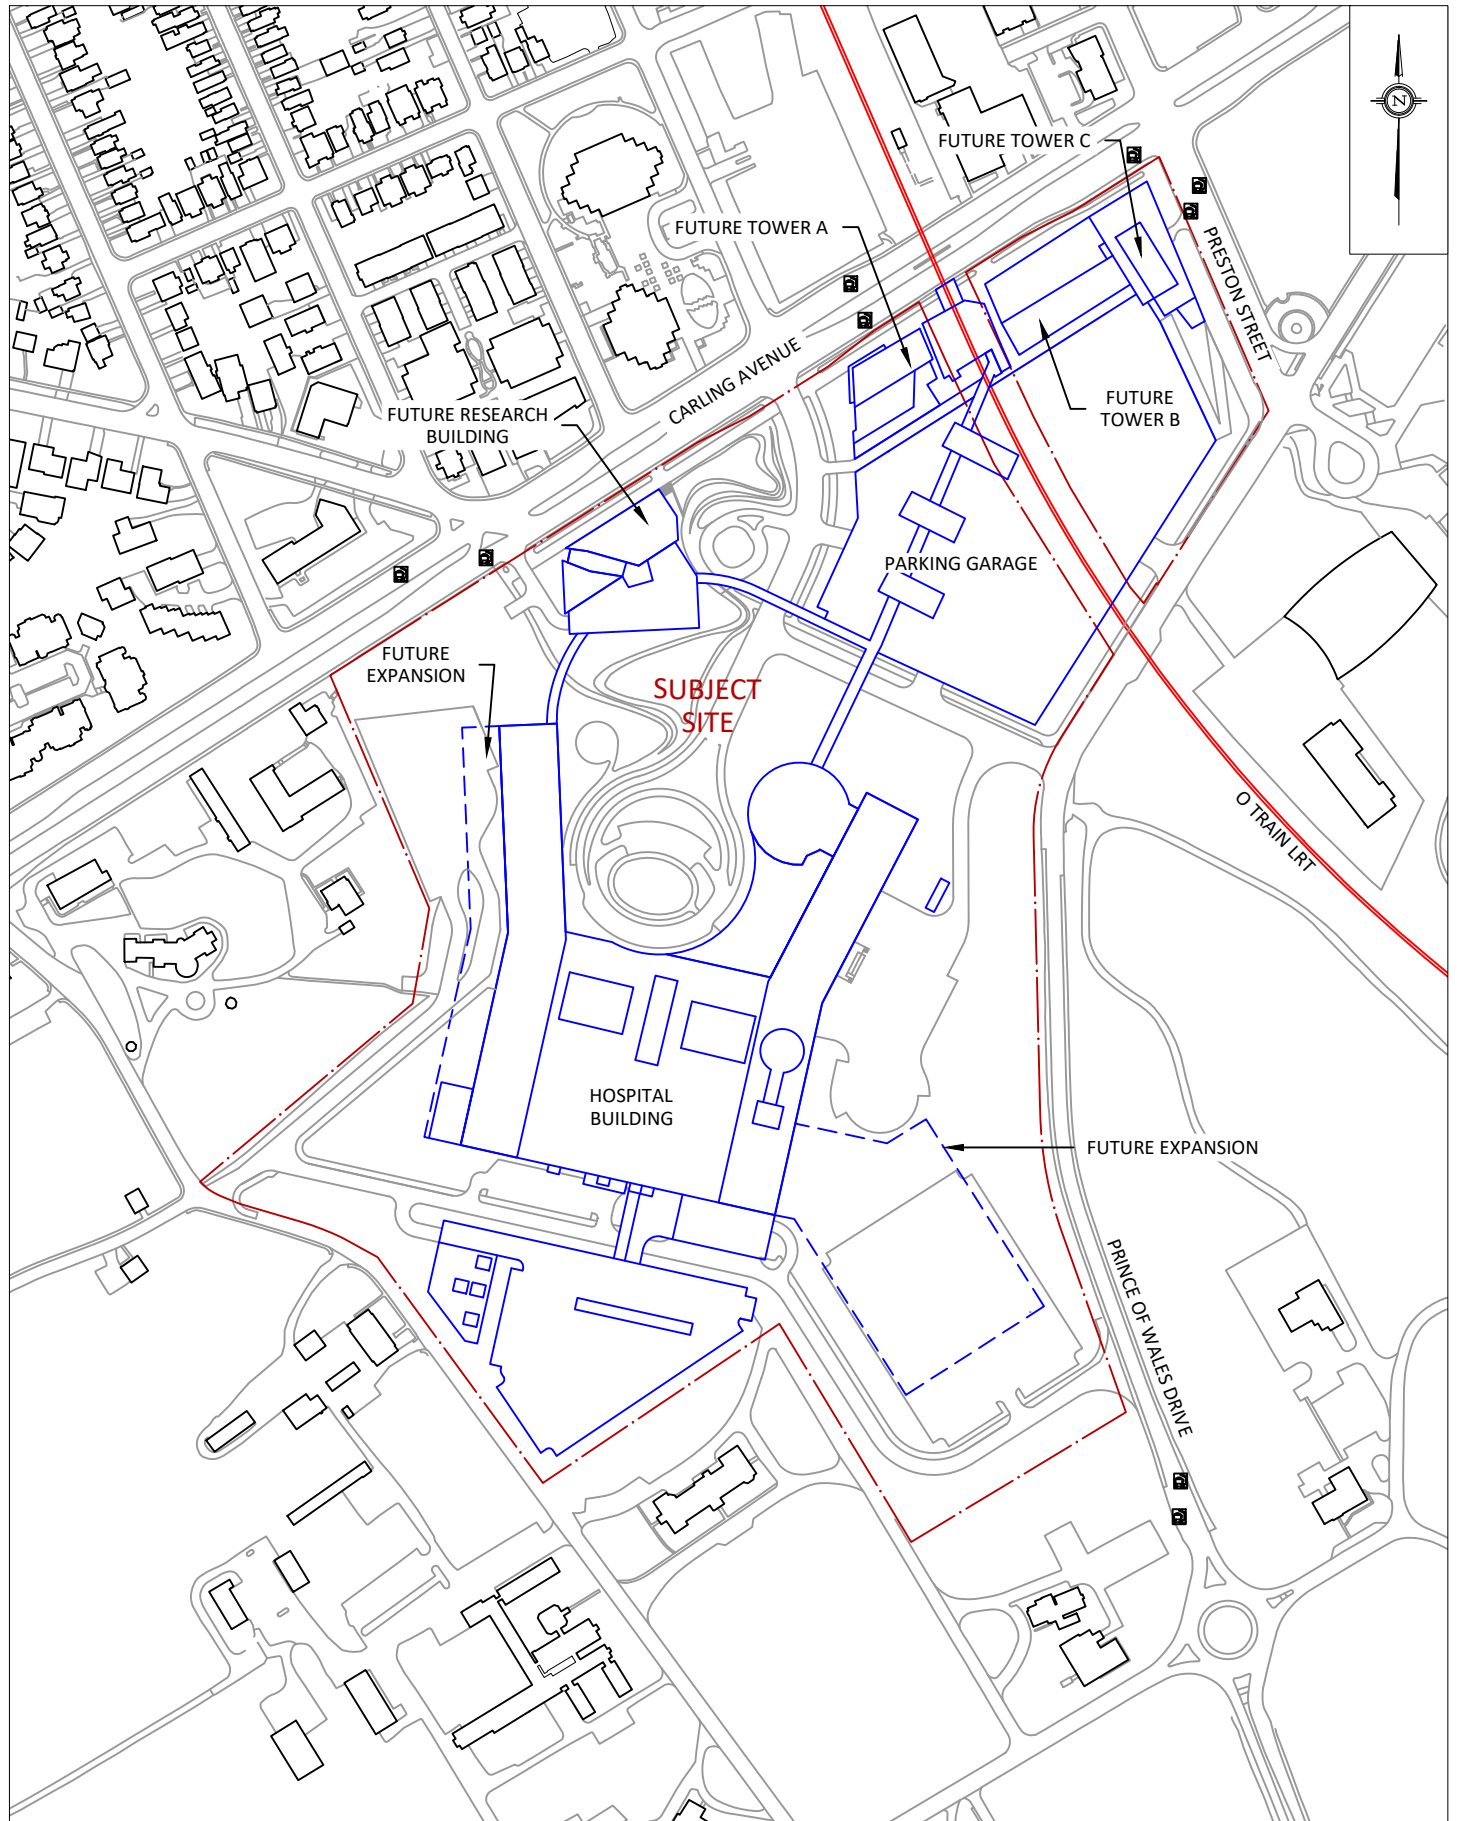 N
FUTURE TOWER C
FUTURE TOWER A
PRESTON STREET
CARLING AVENUE
FUTURE
TOWER B
FUTURE RESEARCH
BUILDING
PARKING GARAGE
FUTURE
EXPANSION
SUBJECT
SITE
O TRAIN LRT
HOSPITAL
BUILDING
FUTURE EXPANSION
PRINCE OF WALES DRIVE